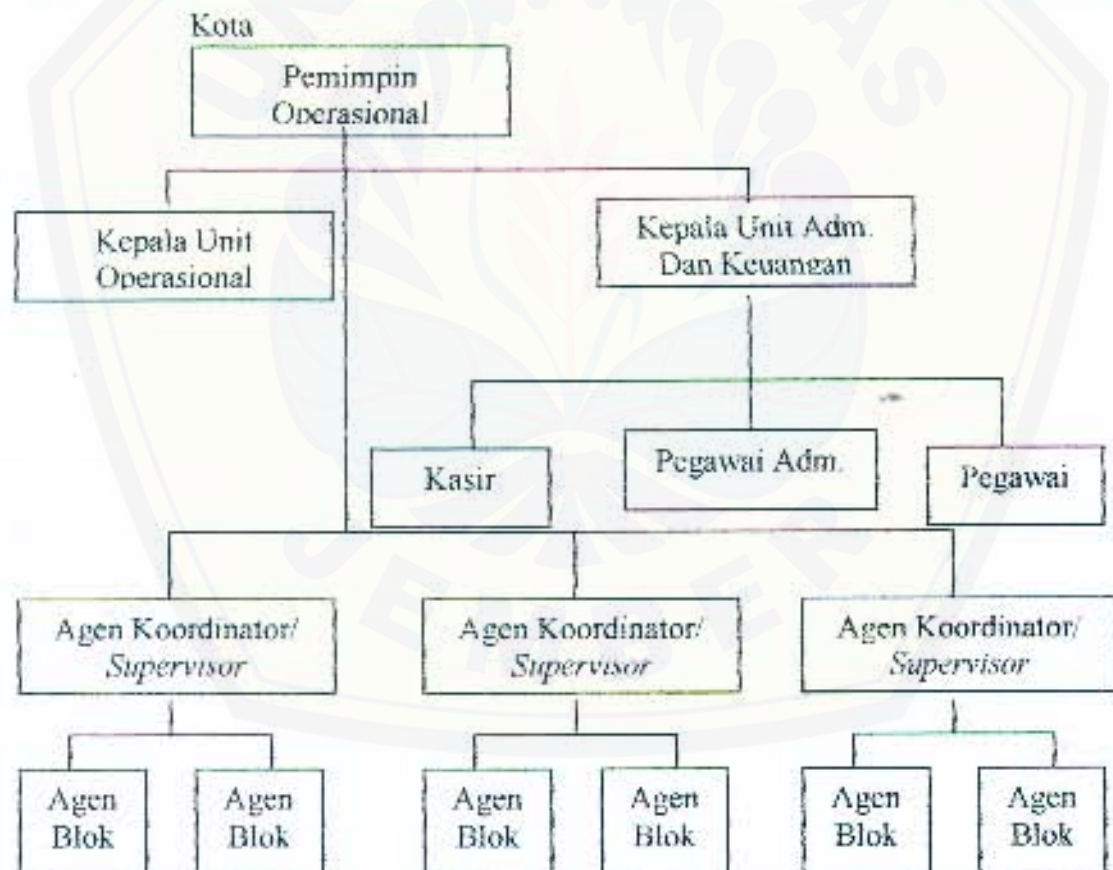 Kota
Pemimpin
Operasional
Kepala Unit
Operasional
Kepala Unit Adm.
Dan Keuangan
Kasir
Pegawai Adm.
Pegawai
Agen Koordinator/
Supervisor
Agen Koordinator/
Supervisor
Agen Koordinator/
Supervisor
Agen
Blok
Agen
Blok
Agen
Blok
Agen
Blok
Agen
Blok
Agen
Blok
JEMBER